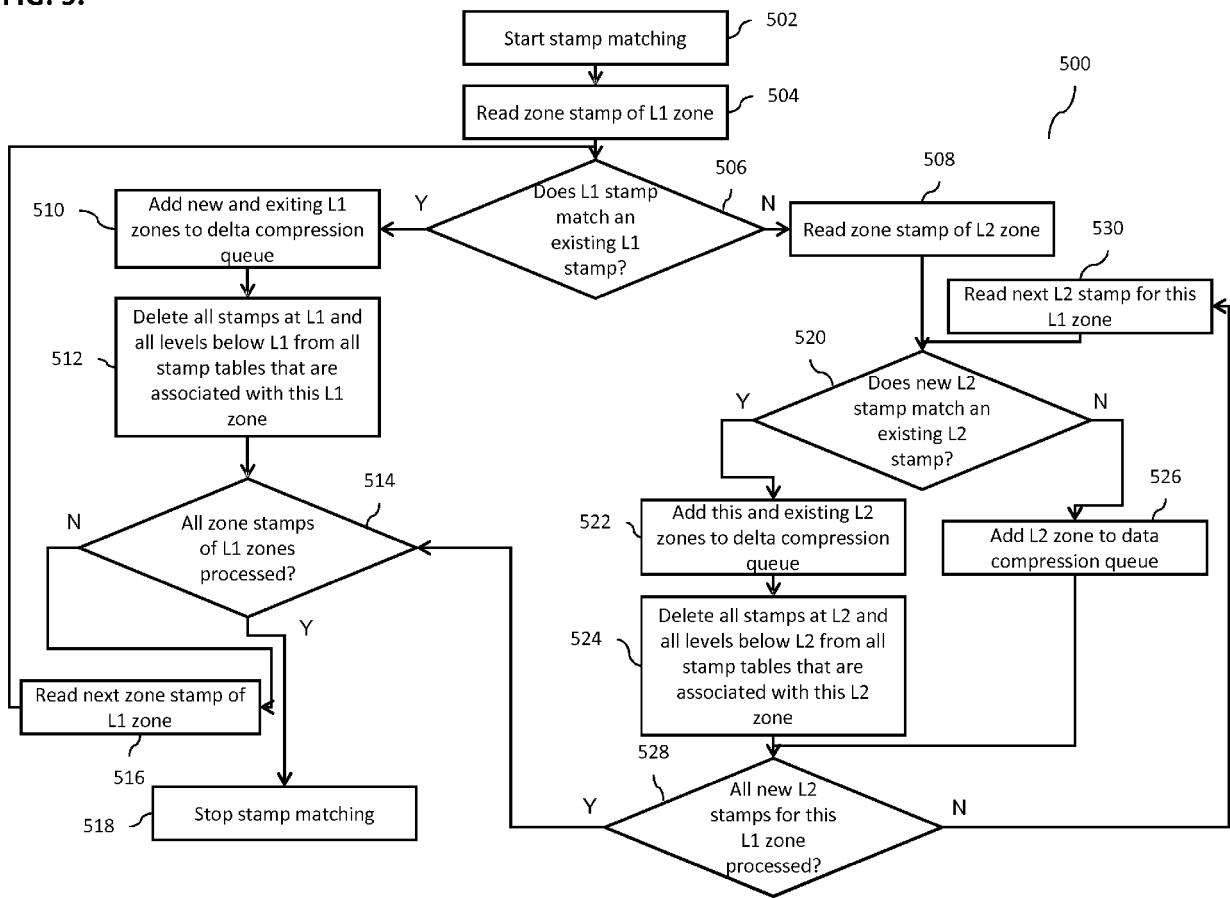 FIG. 5.
Start stamp matching
502
500
Read zone stamp of L1 zone
504
506
Does L1 stamp
match an
existing L1
stamp?
Y
N
508
Read zone stamp of L2 zone
510
Add new and exiting L1
zones to delta compression
queue
530
Read next L2 stamp for this
L1 zone
512
Delete all stamps at L1 and
all levels below L1 from all
stamp tables that are
associated with this L1
zone
520
Does new L2
stamp match an
existing L2
stamp?
Y
N
514
All zone stamps
of L1 zones
processed?
N
Y
522
Add this and existing L2
zones to delta compression
queue
526
Add L2 zone to data
compression queue
524
Delete all stamps at L2 and
all levels below L2 from all
stamp tables that are
associated with this L2
zone
Read next zone stamp of
L1 zone
516
518
Stop stamp matching
528
All new L2
stamps for this
L1 zone
processed?
Y
N